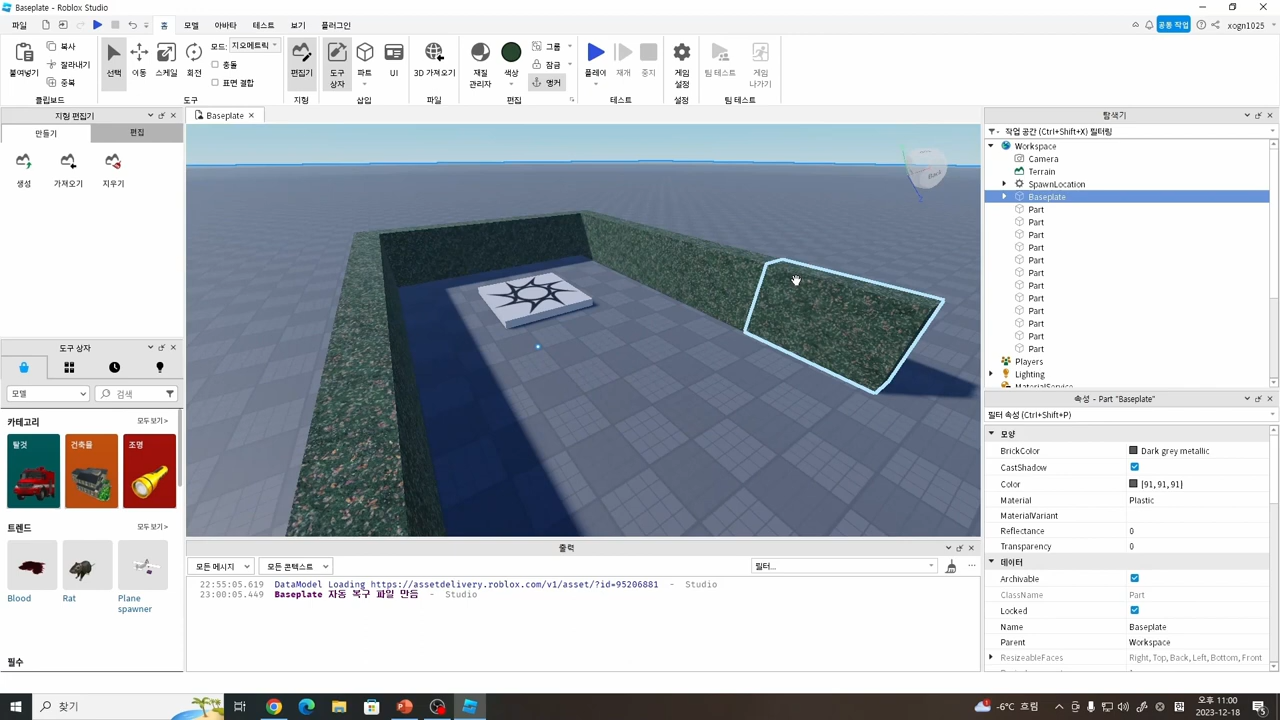 Baseplate - Roblox Studio
파일
홈
모델
아바타
테스트
보기
플러그인
공동 작업
xogn1025
붙여넣기
복사
잘라내기
중복
클립보드
선택
이동
스케일
회전
모드:
지오메트릭
충돌
표면 결합
도구
편집기
지형
도구
상자
파트
UI
삽입
3D 가져오기
파일
재질
관리자
색상
그룹
잠금
앵커
편집
플레이
재개
중지
테스트
게임
설정
설정
팀 테스트
게임
나가기
팀 테스트
지형 편집기
만들기
편집
생성
가져오기
지우기
도구 상자
모델
검색
카테고리
모두 보기 >
탈것
건축물
조명
트렌드
모두 보기 >
Blood
Rat
Plane
spawner
필수
Baseplate
Back
출력
모든 메시지
모든 콘텍스트
필터...
22:55:05.619 DataModel Loading https://assetdelivery.roblox.com/v1/asset/?id=95206881 - Studio
23:00:05.449 Baseplate 자동 복구 파일 만듦 - Studio
탐색기
작업 공간 (Ctrl+Shift+X) 필터링
Workspace
Camera
Terrain
SpawnLocation
Baseplate
Part
Part
Part
Part
Part
Part
Part
Part
Part
Part
Part
Part
Players
Lighting
MaterialService
속성 - Part "Baseplate"
필터 속성 (Ctrl+Shift+P)
모양
BrickColor Dark grey metallic
CastShadow
Color [91,91,91]
Material Plastic
MaterialVariant
Reflectance 0
Transparency 0
데이터
Archivable
ClassName Part
Locked
Name Baseplate
Parent Workspace
ResizeableFaces Right, Top, Back, Left, Bottom, Front
찾기
-6°C 흐림
오후 11:00
2023-12-18